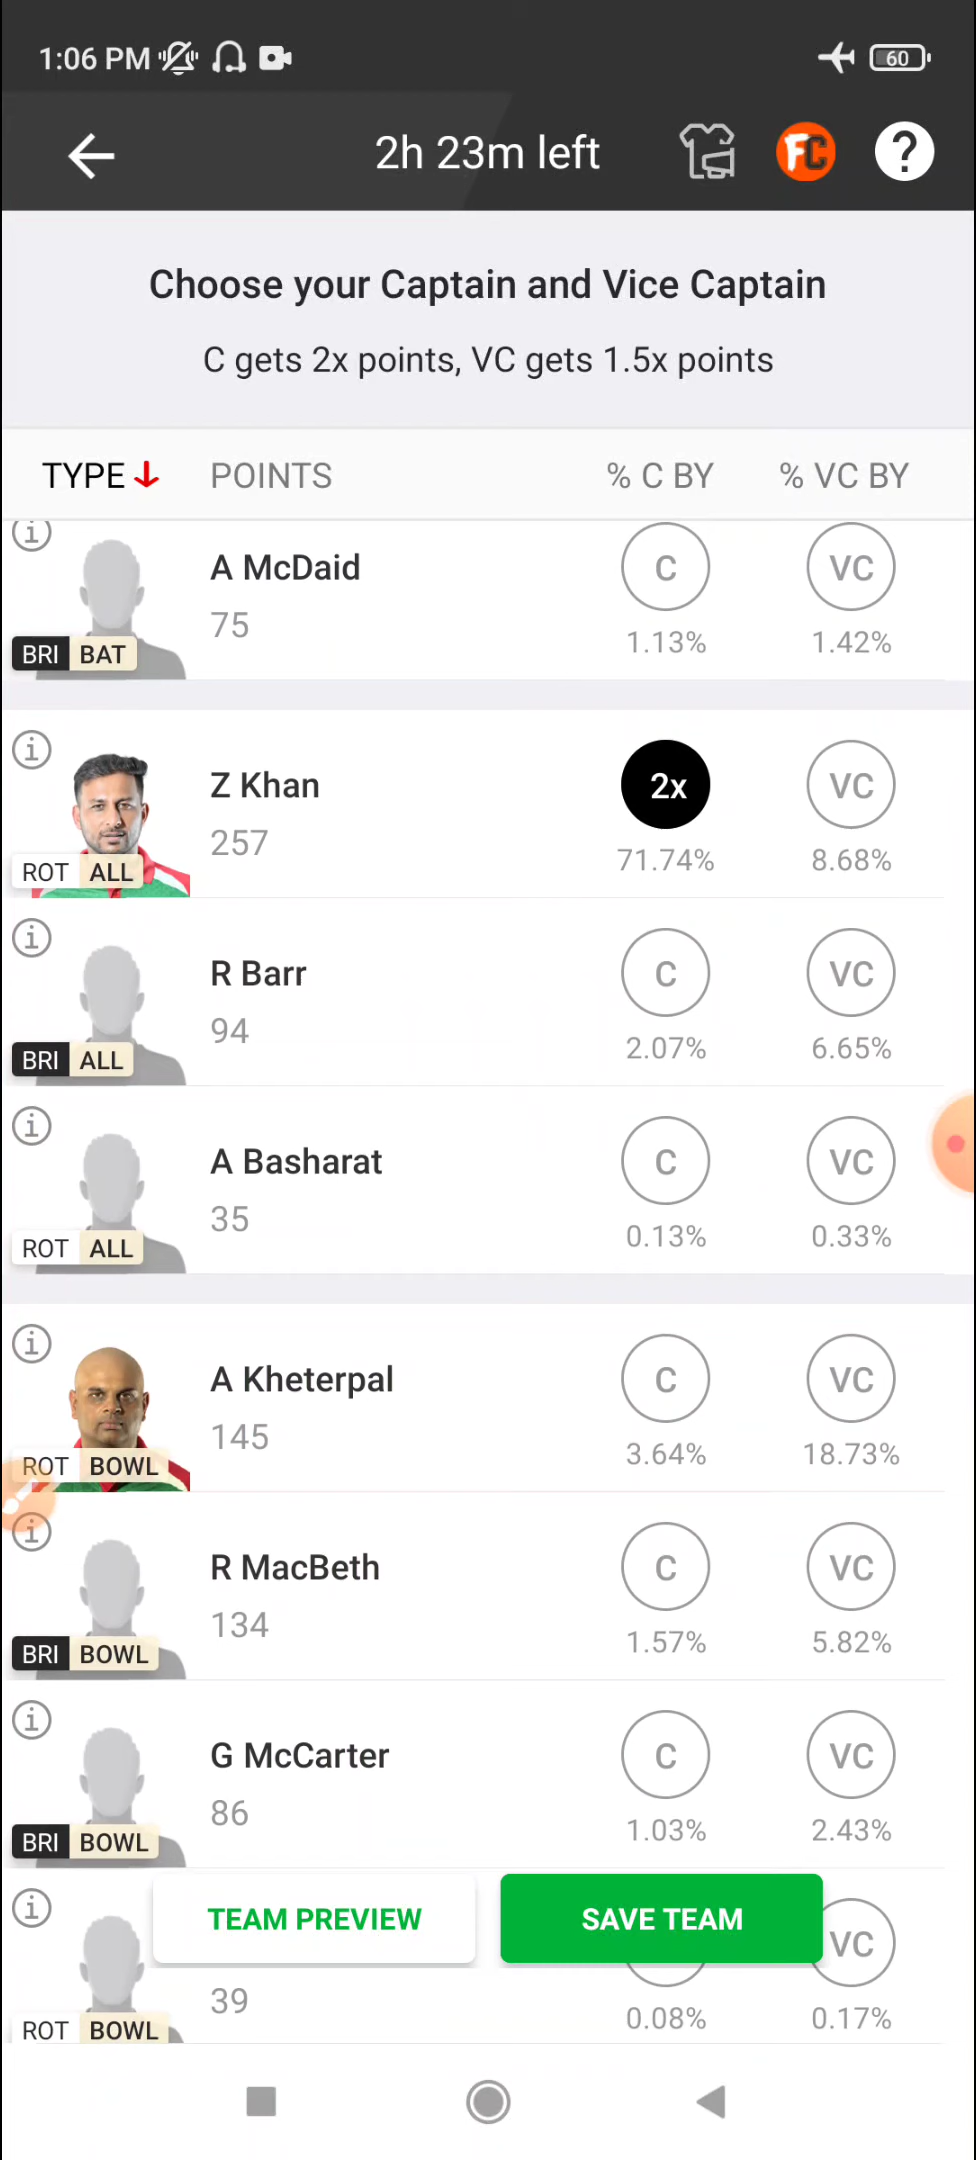 1:06 PM
60
2h 23m left
FC
?
Choose your Captain and Vice Captain
C gets 2x points, VC gets 1.5x points
TYPE POINTS % C BY % VC BY
A McDaid
75
C
VC
1.13%
1.42%
BRI BAT
Z Khan
257
2x
VC
71.74%
8.68%
ROT ALL
R Barr
94
C
VC
2.07%
6.65%
BRI ALL
A Basharat
35
C
VC
0.13%
0.33%
ROT ALL
A Kheterpal
145
C
VC
3.64%
18.73%
ROT BOWL
R MacBeth
134
C
VC
1.57%
5.82%
BRI BOWL
G McCarter
86
C
VC
1.03%
2.43%
BRI BOWL
TEAM PREVIEW
SAVE TEAM
VC
39
0.08%
0.17%
ROT BOWL